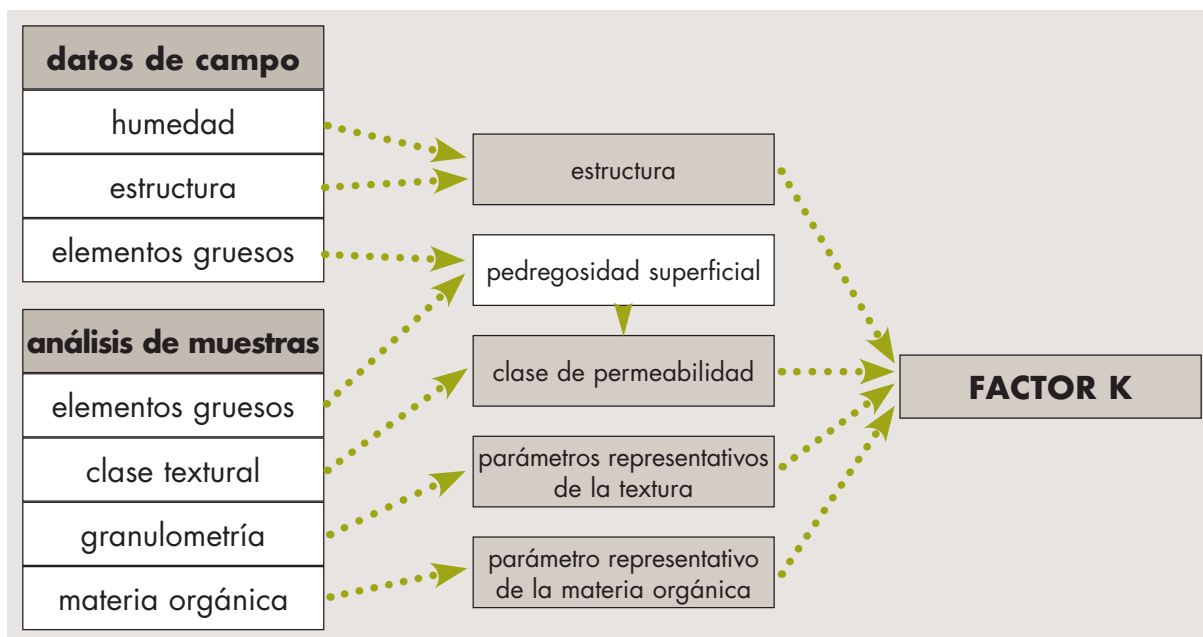 datos de campo
humedad
estructura
elementos gruesos
análisis de muestras
elementos gruesos
clase textural
granulometría
materia orgánica
estructura
pedregosidad superficial
clase de permeabilidad
parámetros representativos
de la textura
parámetro representativo
de la materia orgánica
FACTOR K